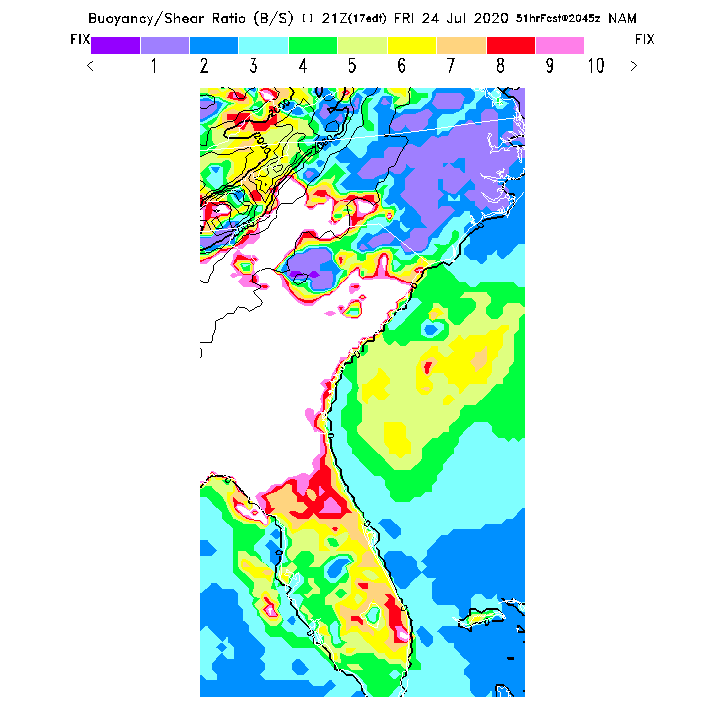 Buoyancy/Shear Ratio (B/S) [] 21Z(17edt) FRI 24 Jul 2020 51hrFcst@2045z NAM
FIX FIX
< 1 2 3 4 5 6 7 8 9 10 >
2000